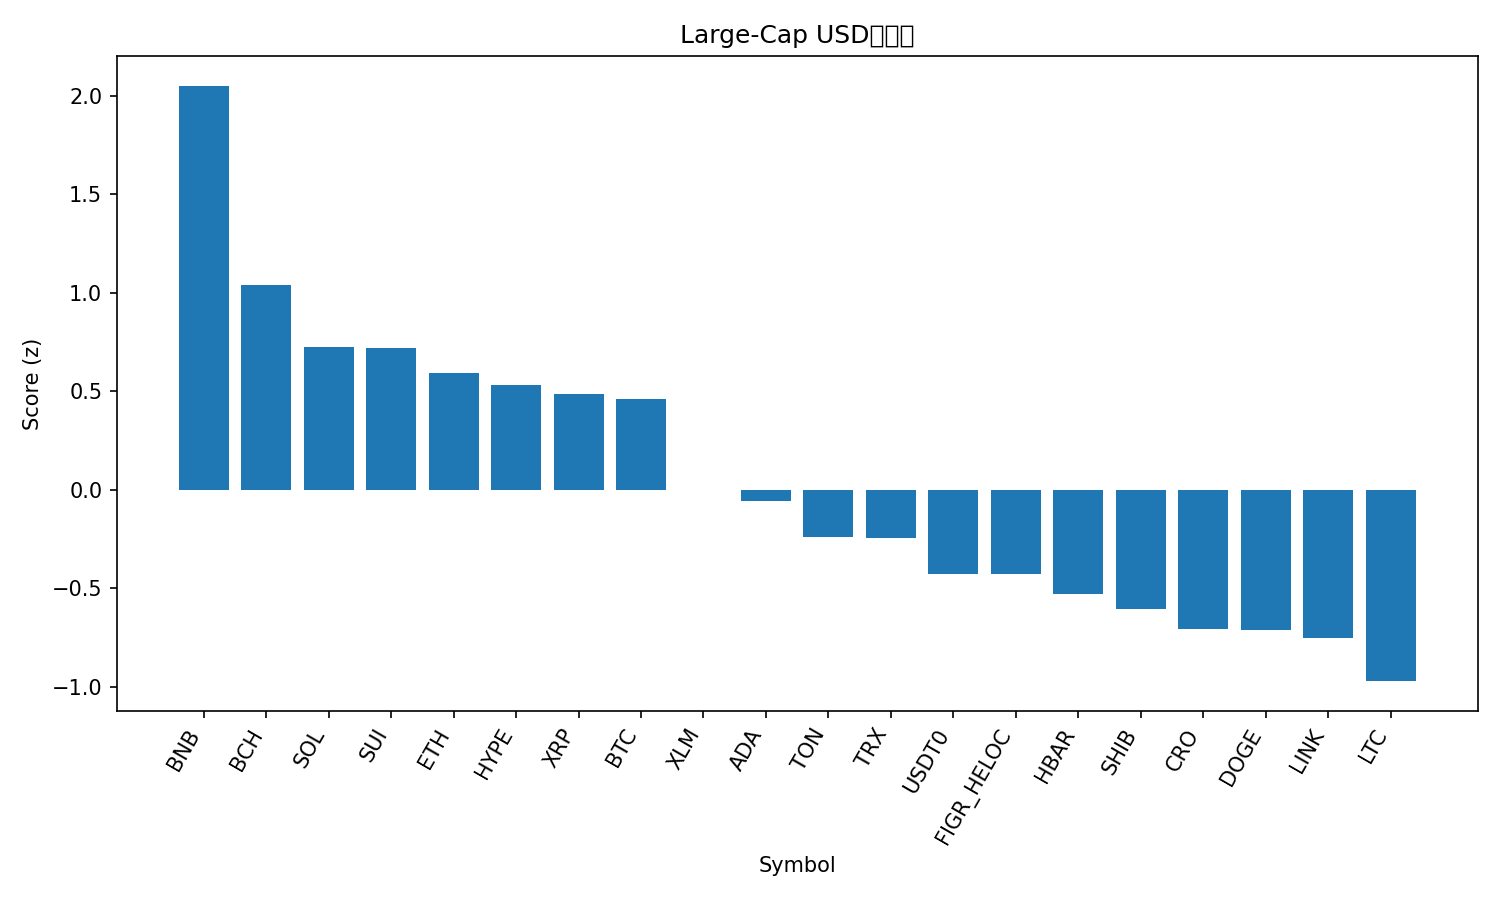 Large-Cap USD
Score (z)
2.0
1.5
1.0
0.5
0.0
−0.5
−1.0
BNB
BCH
SOL
SUI
ETH
HYPE
XRP
BTC
XLM
ADA
TON
TRX
USDT0
FIGR_HELOC
HBAR
SHIB
CRO
DOGE
LINK
LTC
Symbol